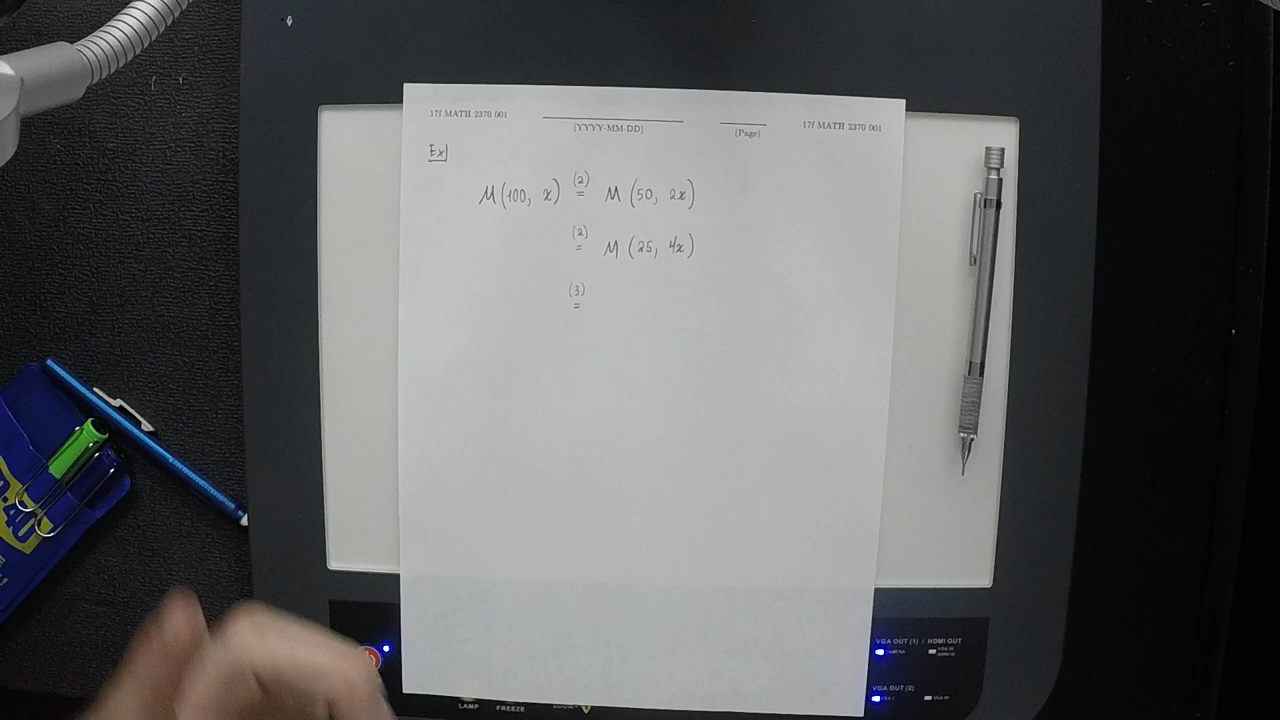 17f MATH 2370 001
(YYYY-MM-DD)
(Page)
17f MATH 2370 001
Ex
M(100, x) (2)= M(50, 2x)
(2)= M(25, 4x)
(3)=
VGA OUT (1) / HDMI OUT
VGA OUT (2)
LAMP
FREEZE